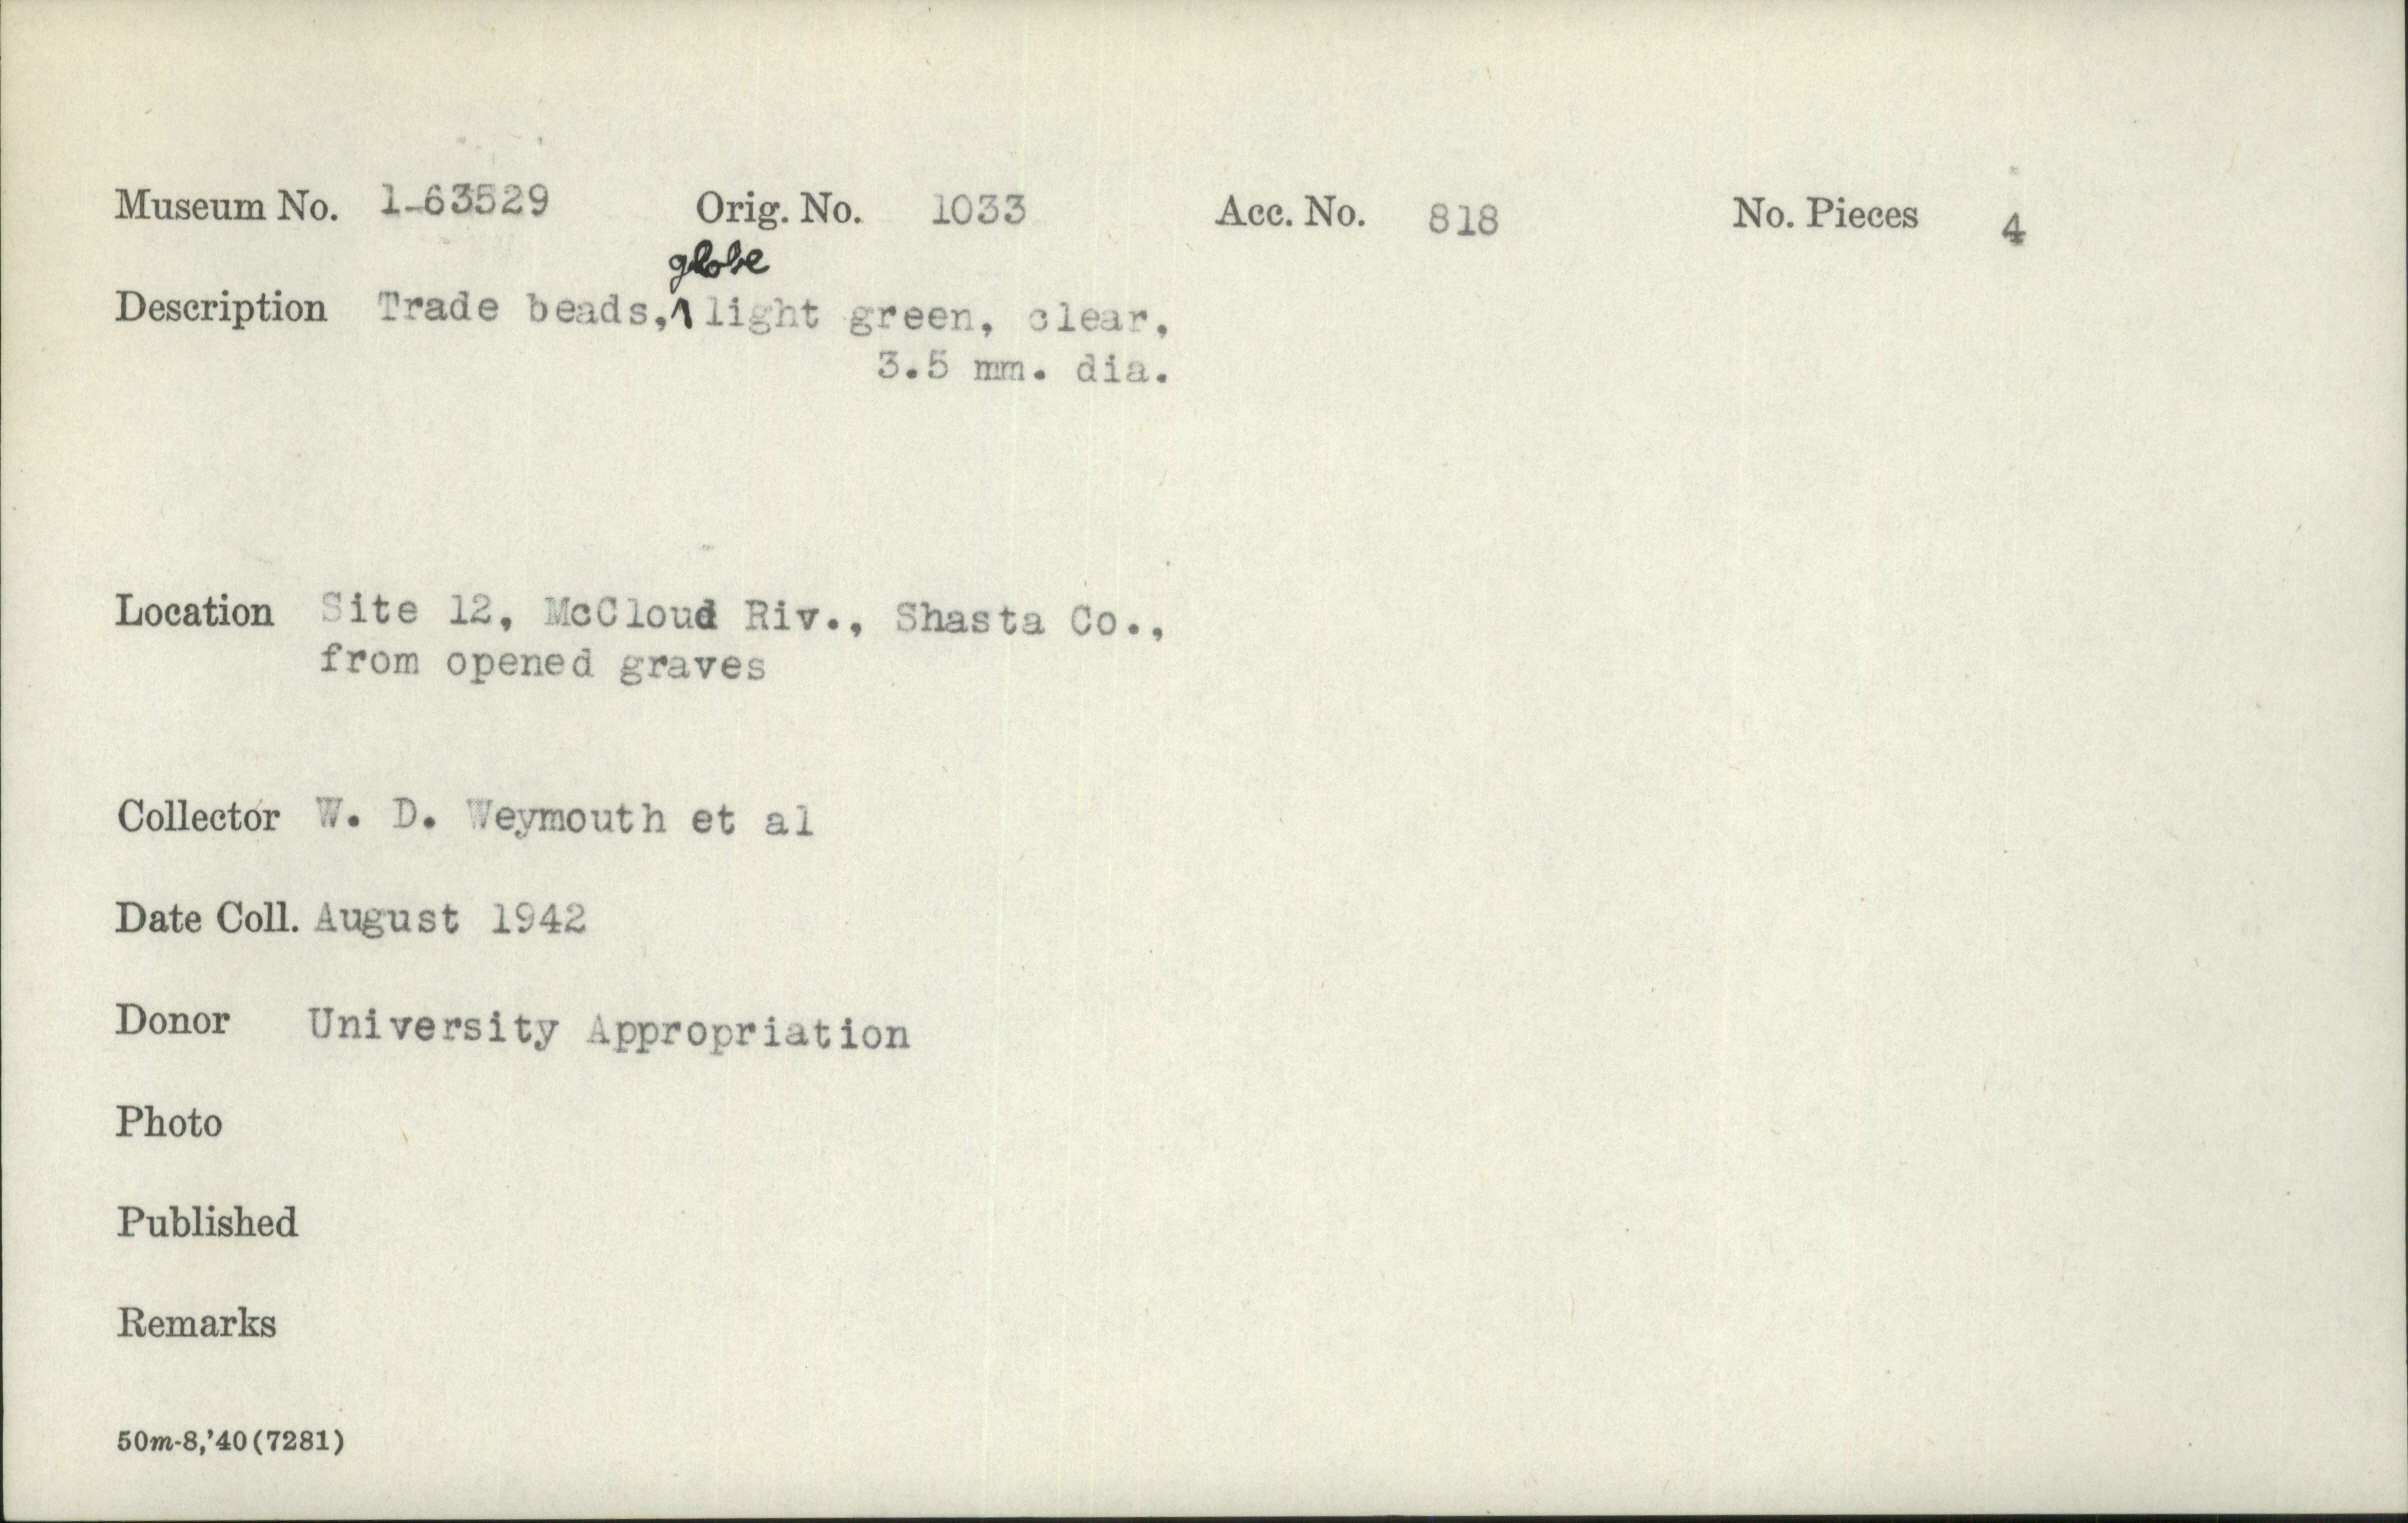 Museum No. 1-63529 Orig. No. 1033 Acc. No. 818 No. Pieces 4
globe
Description Trade beads,^ light green, clear,
3.5 mm. dia.
Location Site 12, McCloud Riv., Shasta Co.,
from opened graves
Collector W. D. Weymouth et al
Date Coll. August 1942
Donor University Appropriation
Photo
Published
Remarks
50m-8,'40(7281)